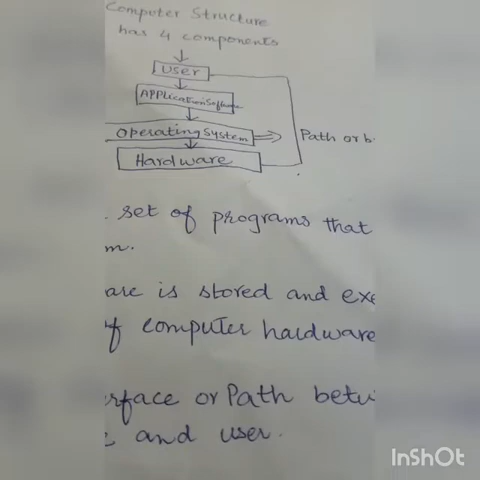 Computer Structure
has 4 components
User
Application Software
Operating System
Path or b
Hardware
set of programs that
m.
are is stored and exe
of computer hardware
rface or Path betw
and user.
InShOt